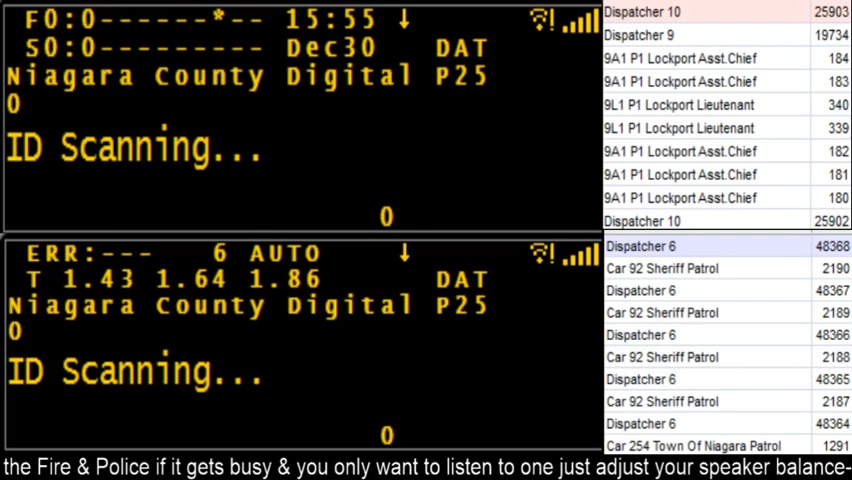 F0:0------*-- 15:55 ↓
S0:0--------- Dec30 DAT
Niagara County Digital P25
0
ID Scanning...
0
Dispatcher 10 25903
Dispatcher 9 19734
9A1 P1 Lockport Asst.Chief 184
9A1 P1 Lockport Asst.Chief 183
9L1 P1 Lockport Lieutenant 340
9L1 P1 Lockport Lieutenant 339
9A1 P1 Lockport Asst.Chief 182
9A1 P1 Lockport Asst.Chief 181
9A1 P1 Lockport Asst.Chief 180
Dispatcher 10 25902
ERR:--- 6 AUTO ↓
T 1.43 1.64 1.86 DAT
Niagara County Digital P25
0
ID Scanning...
0
Dispatcher 6 48368
Car 92 Sheriff Patrol 2190
Dispatcher 6 48367
Car 92 Sheriff Patrol 2189
Dispatcher 6 48366
Car 92 Sheriff Patrol 2188
Dispatcher 6 48365
Car 92 Sheriff Patrol 2187
Dispatcher 6 48364
Car 254 Town Of Niagara Patrol 1291
the Fire & Police if it gets busy & you only want to listen to one just adjust your speaker balance-